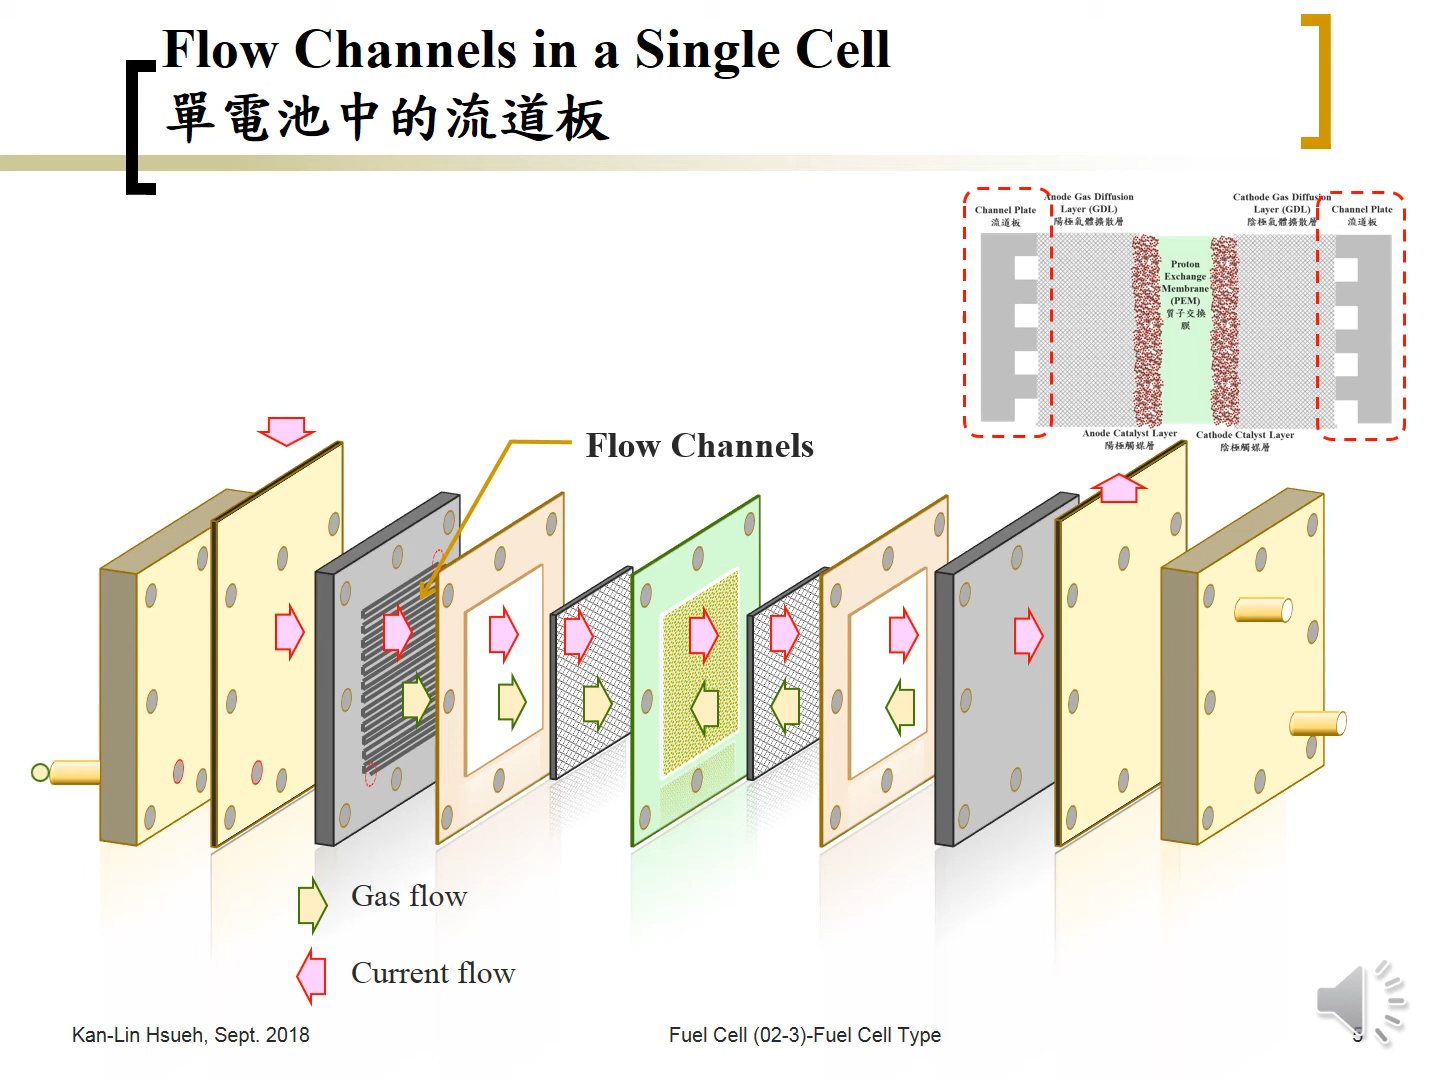 Flow Channels in a Single Cell
單電池中的流道板
Channel Plate
流道板
Anode Gas Diffusion
Layer (GDL)
陽極氣體擴散層
Cathode Gas Diffusion
Layer (GDL)
陰極氣體擴散層
Channel Plate
流道板
Proton
Exchange
Membrane
(PEM)
質子交換
膜
Anode Catalyst Layer
陽極觸媒層
Cathode Ctalyst Layer
陰極觸媒層
Flow Channels
Gas flow
Current flow
Kan-Lin Hsueh, Sept. 2018
Fuel Cell (02-3)-Fuel Cell Type
5